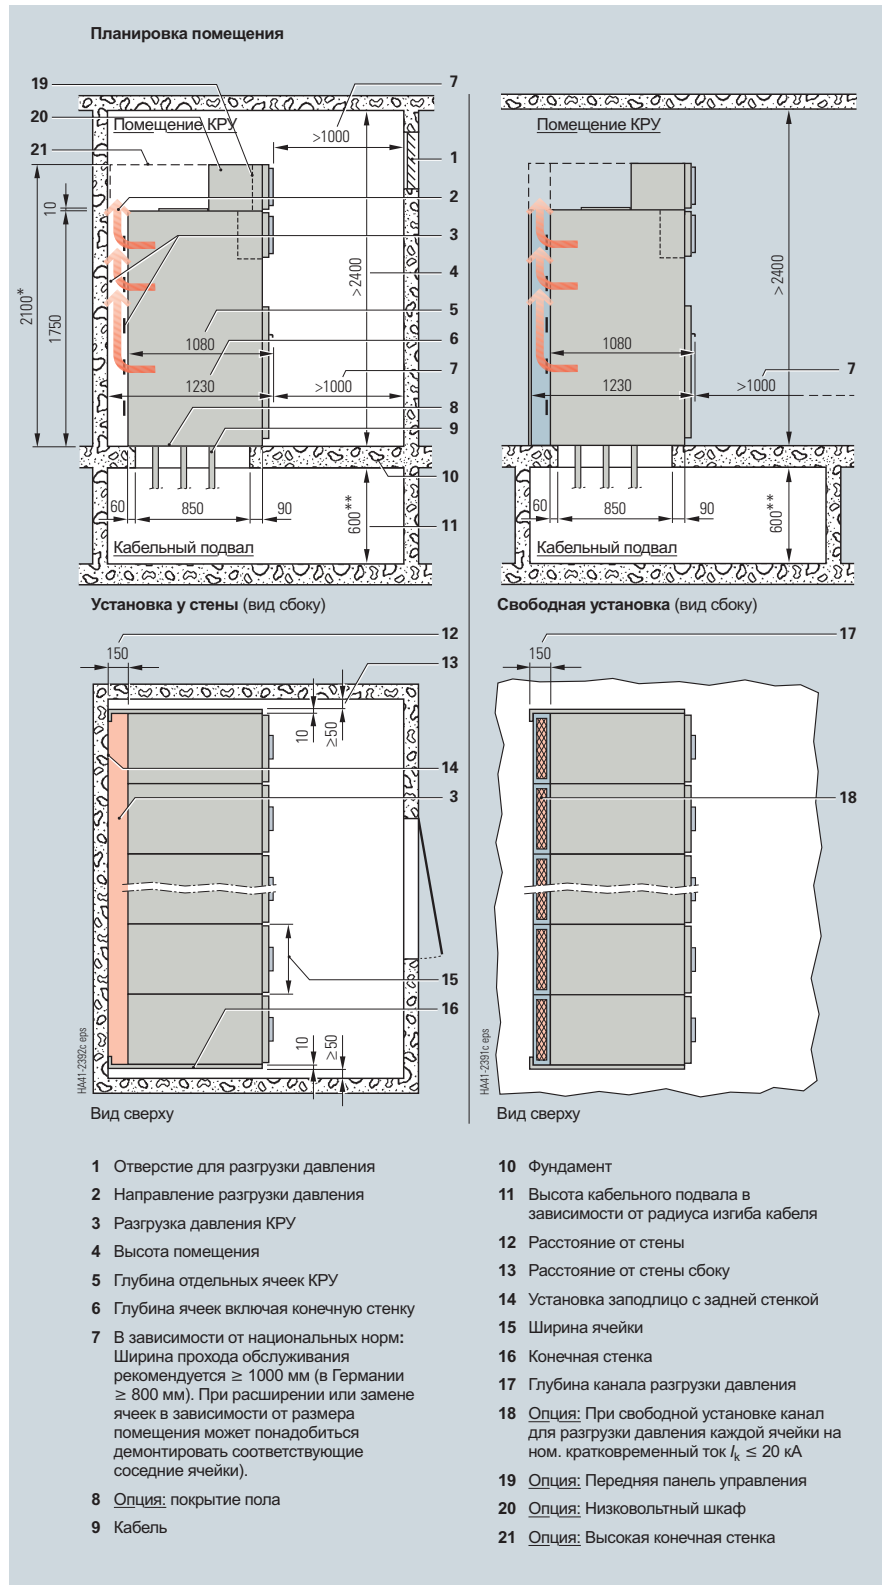 Планировка помещения
19
20
21
Помещение КРУ
>1000
7
1
2
3
4
5
6
7
8
9
10
11
10
2100*
1750
>2400
1080
1230
>1000
60
850
90
600**
Кабельный подвал
Установка у стены (вид сбоку)
Помещение КРУ
>2400
1080
1230
>1000
7
60
850
90
600**
Кабельный подвал
Свободная установка (вид сбоку)
12
150
13
10
≥50
14
3
15
16
10
≥50
HA41-2392c eps
Вид сверху
17
150
18
HA41-2391c eps
Вид сверху
1 Отверстие для разгрузки давления
2 Направление разгрузки давления
3 Разгрузка давления КРУ
4 Высота помещения
5 Глубина отдельных ячеек КРУ
6 Глубина ячеек включая конечную стенку
7 В зависимости от национальных норм:
Ширина прохода обслуживания
рекомендуется ≥ 1000 мм (в Германии
≥ 800 мм). При расширении или замене
ячеек в зависимости от размера
помещения может понадобиться
демонтировать соответствующие
соседние ячейки).
8 Опция: покрытие пола
9 Кабель
10 Фундамент
11 Высота кабельного подвала в
зависимости от радиуса изгиба кабеля
12 Расстояние от стены
13 Расстояние от стены сбоку
14 Установка заподлицо с задней стенкой
15 Ширина ячейки
16 Конечная стенка
17 Глубина канала разгрузки давления
18 Опция: При свободной установке канал
для разгрузки давления каждой ячейки на
ном. кратковременный ток Ik ≤ 20 кА
19 Опция: Передняя панель управления
20 Опция: Низковольтный шкаф
21 Опция: Высокая конечная стенка